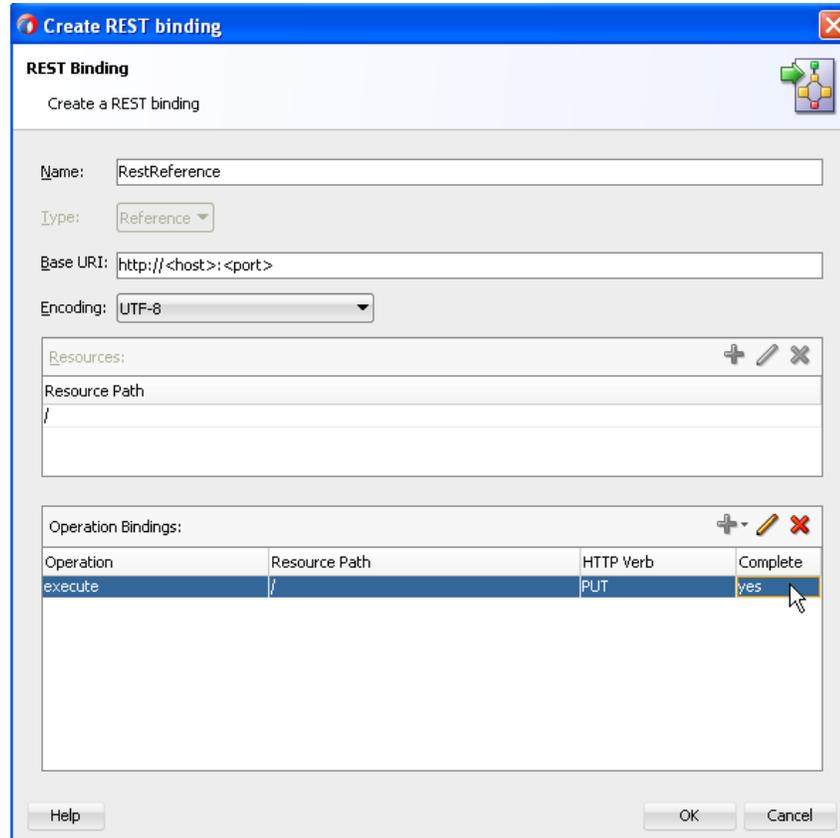 Create REST binding
REST Binding
Create a REST binding
Name: RestReference
Type: Reference
Base URI: http://<host>:<port>
Encoding: UTF-8
Resources:
Resource Path
/
Operation Bindings:
Operation Resource Path HTTP Verb Complete
execute / PUT yes
Help OK Cancel